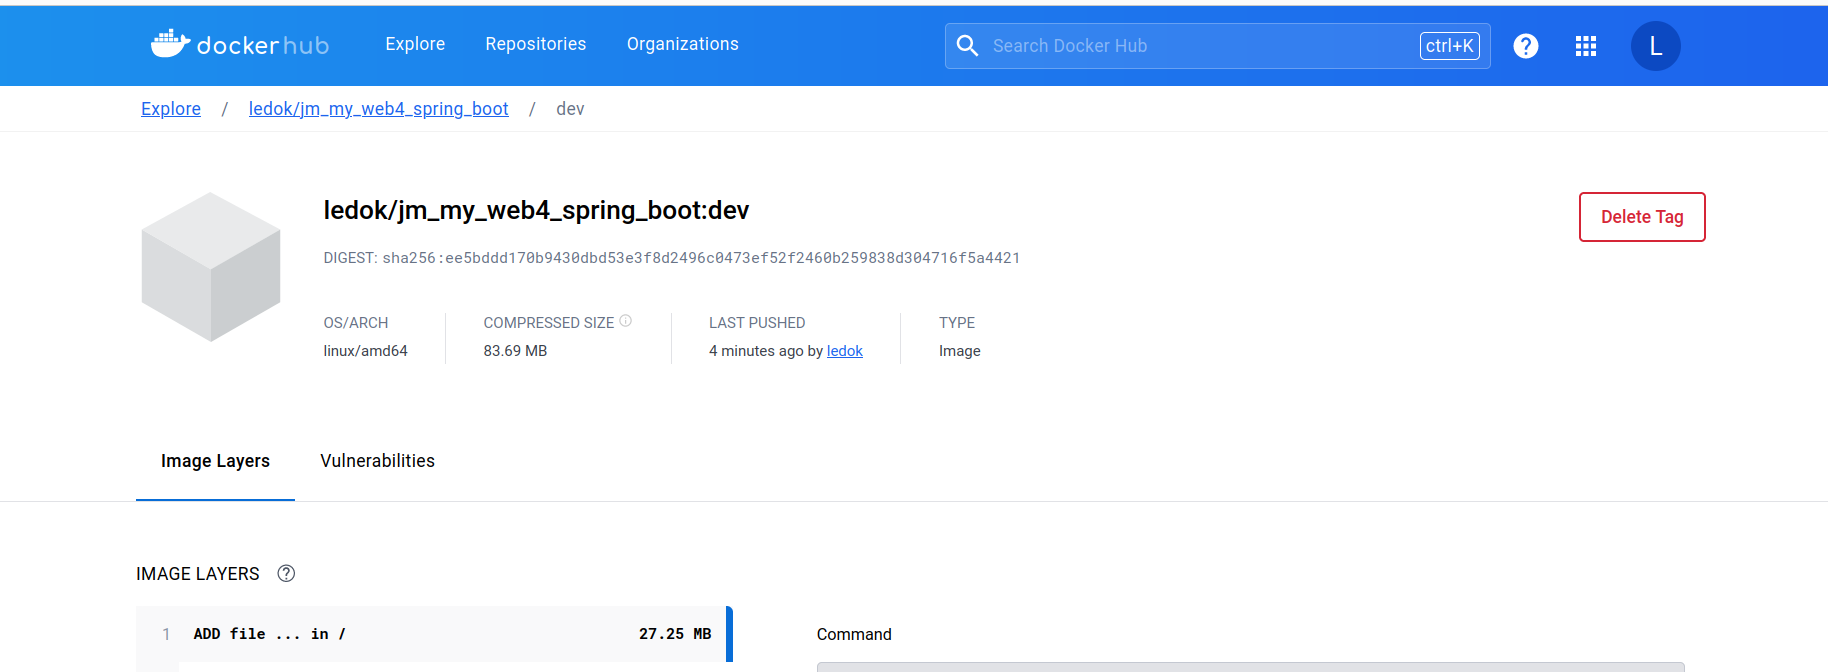 docker hub Explore Repositories Organizations Search Docker Hub ctrl+K ? L
Explore / ledok/jm_my_web4_spring_boot / dev
ledok/jm_my_web4_spring_boot:dev
Delete Tag
DIGEST: sha256:ee5bddd170b9430dbd53e3f8d2496c0473ef52f2460b259838d304716f5a4421
OS/ARCH COMPRESSED SIZE LAST PUSHED TYPE
linux/amd64 83.69 MB 4 minutes ago by ledok Image
Image Layers Vulnerabilities
IMAGE LAYERS ?
1 ADD file ... in / 27.25 MB
Command